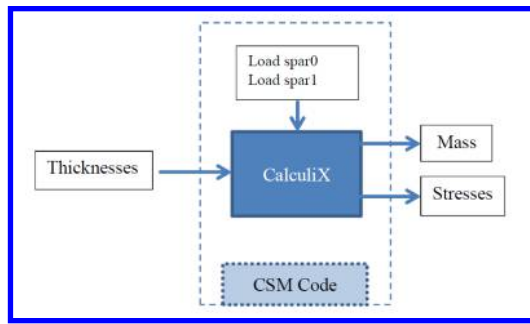 Load spar0
Load spar1
Thicknesses
CalculiX
Mass
Stresses
CSM Code